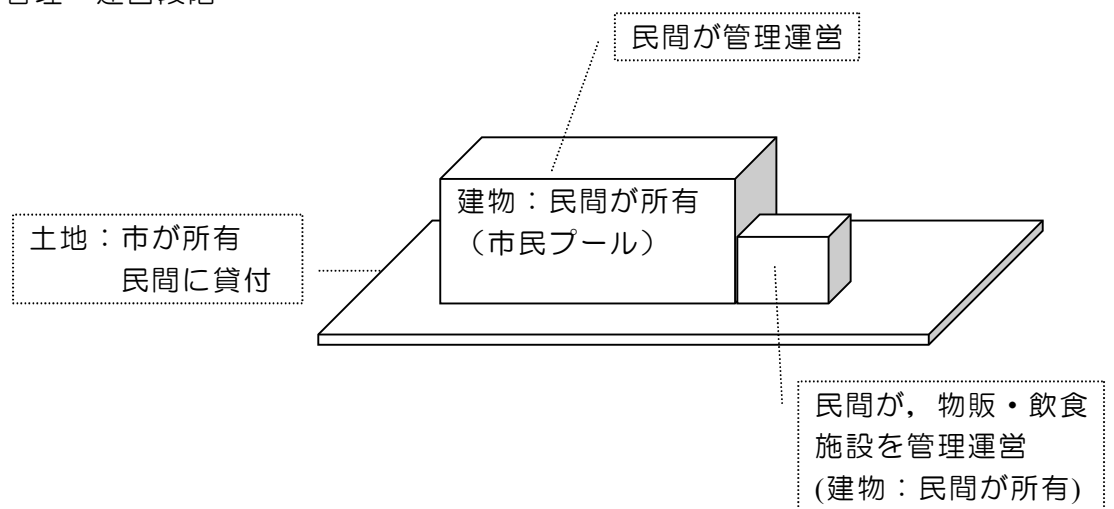 民間が管理運営
建物：民間が所有
（市民プール）
土地：市が所有
民間に貸付
民間が，物販・飲食
施設を管理運営
(建物：民間が所有)